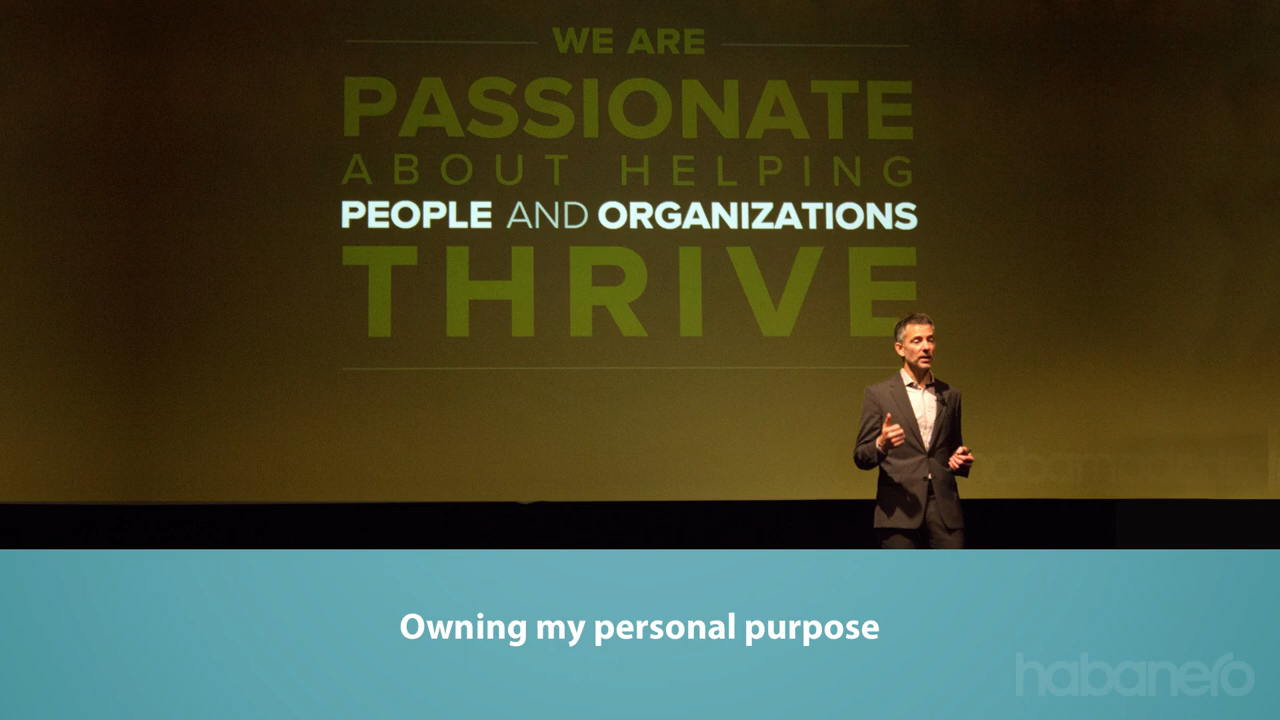 WE ARE
PASSIONATE
ABOUT HELPING
PEOPLE AND ORGANIZATIONS
THRIVE
Owning my personal purpose
habanero